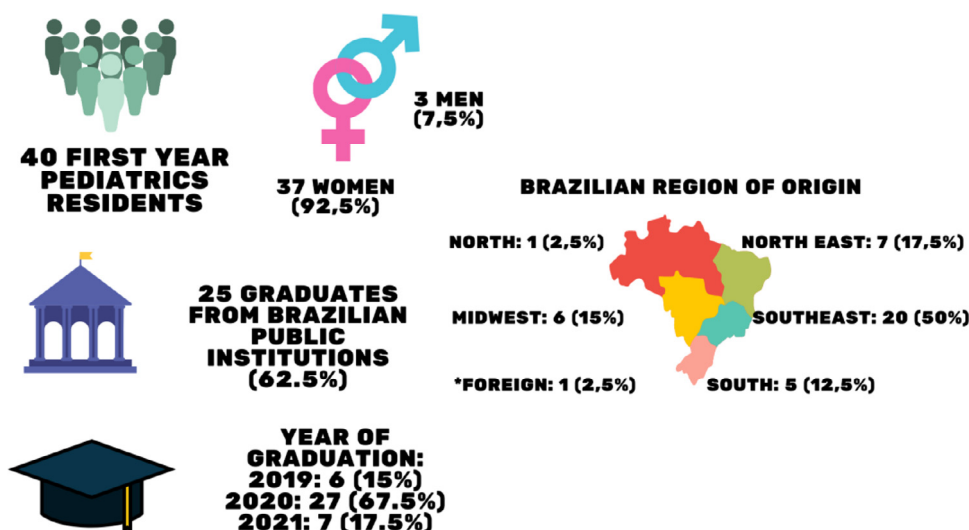 40 FIRST YEAR
PEDIATRICS
RESIDENTS
3 MEN
(7,5%)
37 WOMEN
(92,5%)
25 GRADUATES
FROM BRAZILIAN
PUBLIC
INSTITUTIONS
(62.5%)
YEAR OF
GRADUATION:
2019: 6 (15%)
2020: 27 (67.5%)
2021: 7 (17.5%)
BRAZILIAN REGION OF ORIGIN
NORTH: 1 (2,5%)
NORTH EAST: 7 (17,5%)
MIDWEST: 6 (15%)
SOUTHEAST: 20 (50%)
*FOREIGN: 1 (2,5%)
SOUTH: 5 (12,5%)